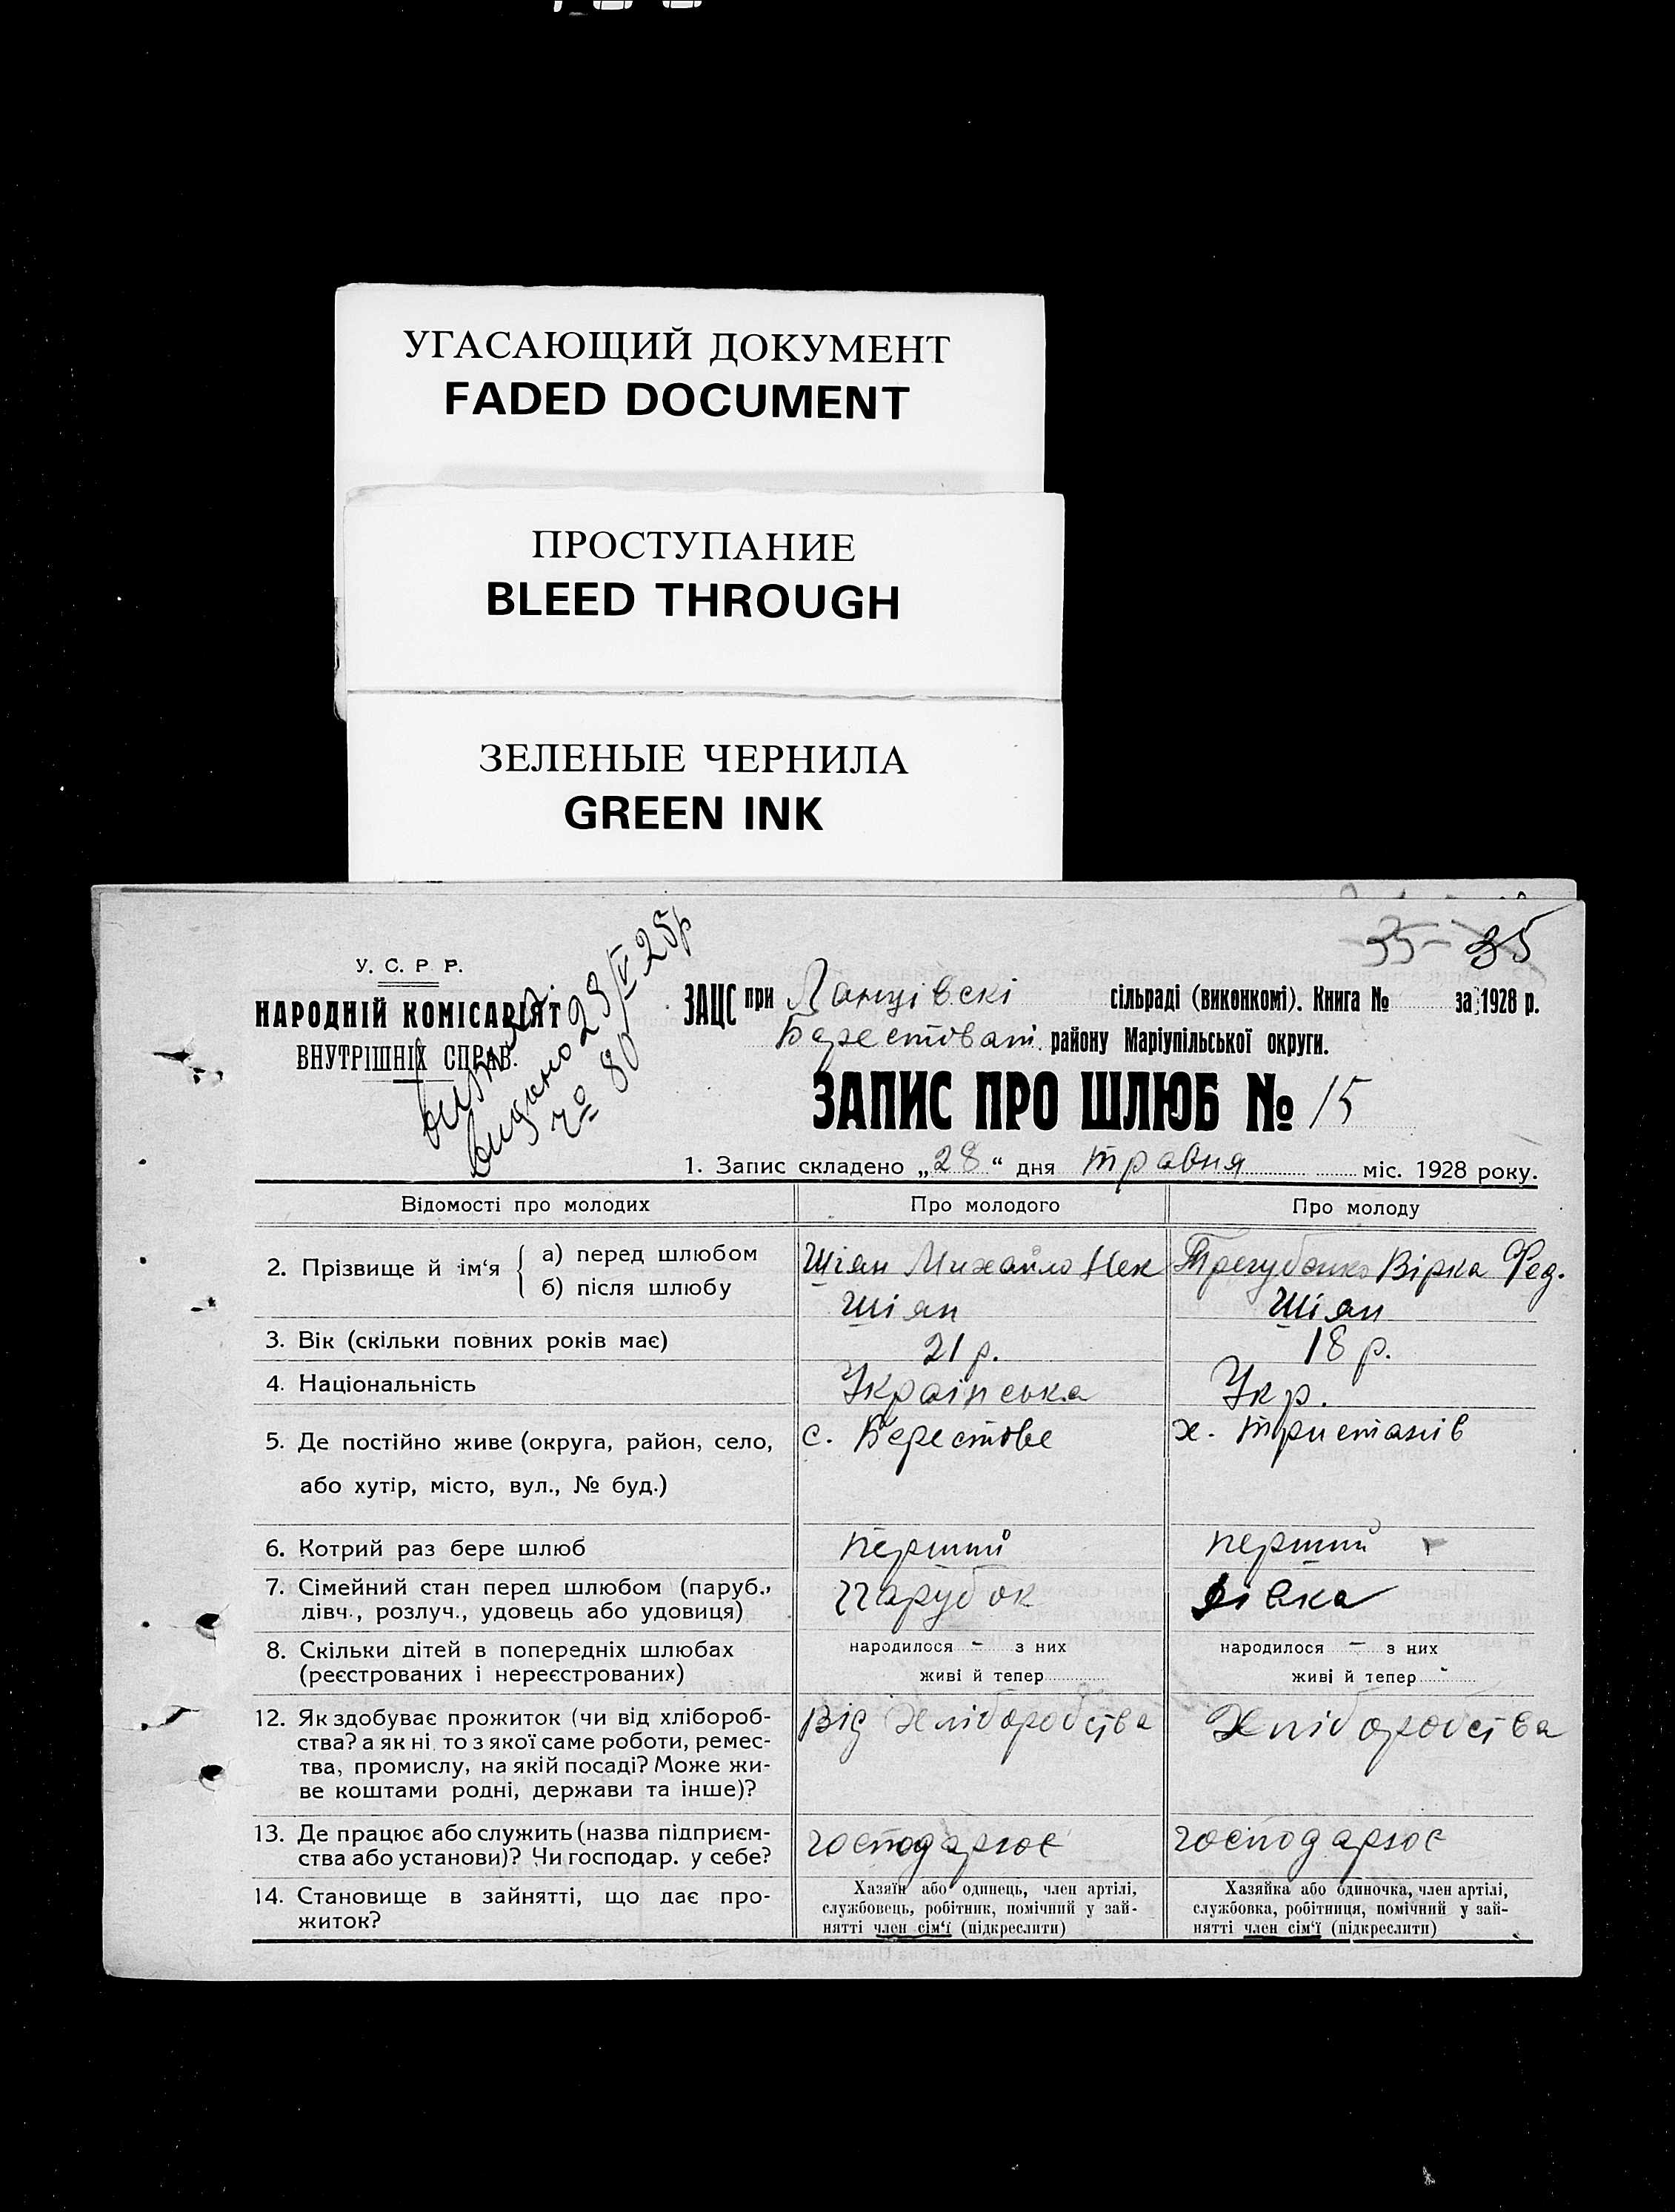 УГАСАЮЩИЙ ДОКУМЕНТ
FADED DOCUMENT
ПРОСТУПАНИЕ
BLEED THROUGH
ЗЕЛЕНЫЕ ЧЕРНИЛА
GREEN INK
35- 35
У. С. Р Р.
НАРОДНІЙ КОМІСАРІЯТ
ВНУТРІШНІХ СПРАВ.
видано 23/IV 25р
№ 80
ЗАЦС при Ланцівскі сільраді (виконкомі). Книга № за 1928 р.
Берестоват. району Маріупільської округи.
ЗАПИС ПРО ШЛЮБ № 15
1. Запис складено „28“ дня травня міс. 1928 року.
Відомості про молодих Про молодого Про молоду
2. Прізвище й ім‘я а) перед шлюбом Шіян Михайло Трегубенко Вірка Фед.
б) після шлюбу Шіян Шіян
3. Вік (скільки повних років має) 21 р. 18 р.
4. Національність Українська Укр.
5. Де постійно живе (округа, район, село, с. Берестове х.
або хутір, місто, вул., № буд.)
6. Котрий раз бере шлюб перший перший
7. Сімейний стан перед шлюбом (паруб., парубок дівка
дівч., розлуч., удовець або удовиця)
8. Скільки дітей в попередніх шлюбах народилося – з них народилося – з них
(реєстрованих і нереєстрованих) живі й тепер живі й тепер
12. Як здобуває прожиток (чи від хлібороб- Від Хліборобства Хліборобства
ства? а як ні, то з якої саме роботи, ремес-
тва, промислу, на якій посаді? Може жи-
ве коштами родні, держави та інше)?
13. Де працює або служить (назва підприєм- господарює господарює
ства або установи)? Чи господар. у себе?
14. Становище в зайнятті, що дає про- Хазяїн або одинець, член артілі, Хазяйка або одиночка, член артілі,
житок? службовець, робітник, помічний у зай- службовка, робітниця, помічний у зай-
нятті член сім‘ї (підкреслити) нятті член сім‘ї (підкреслити)